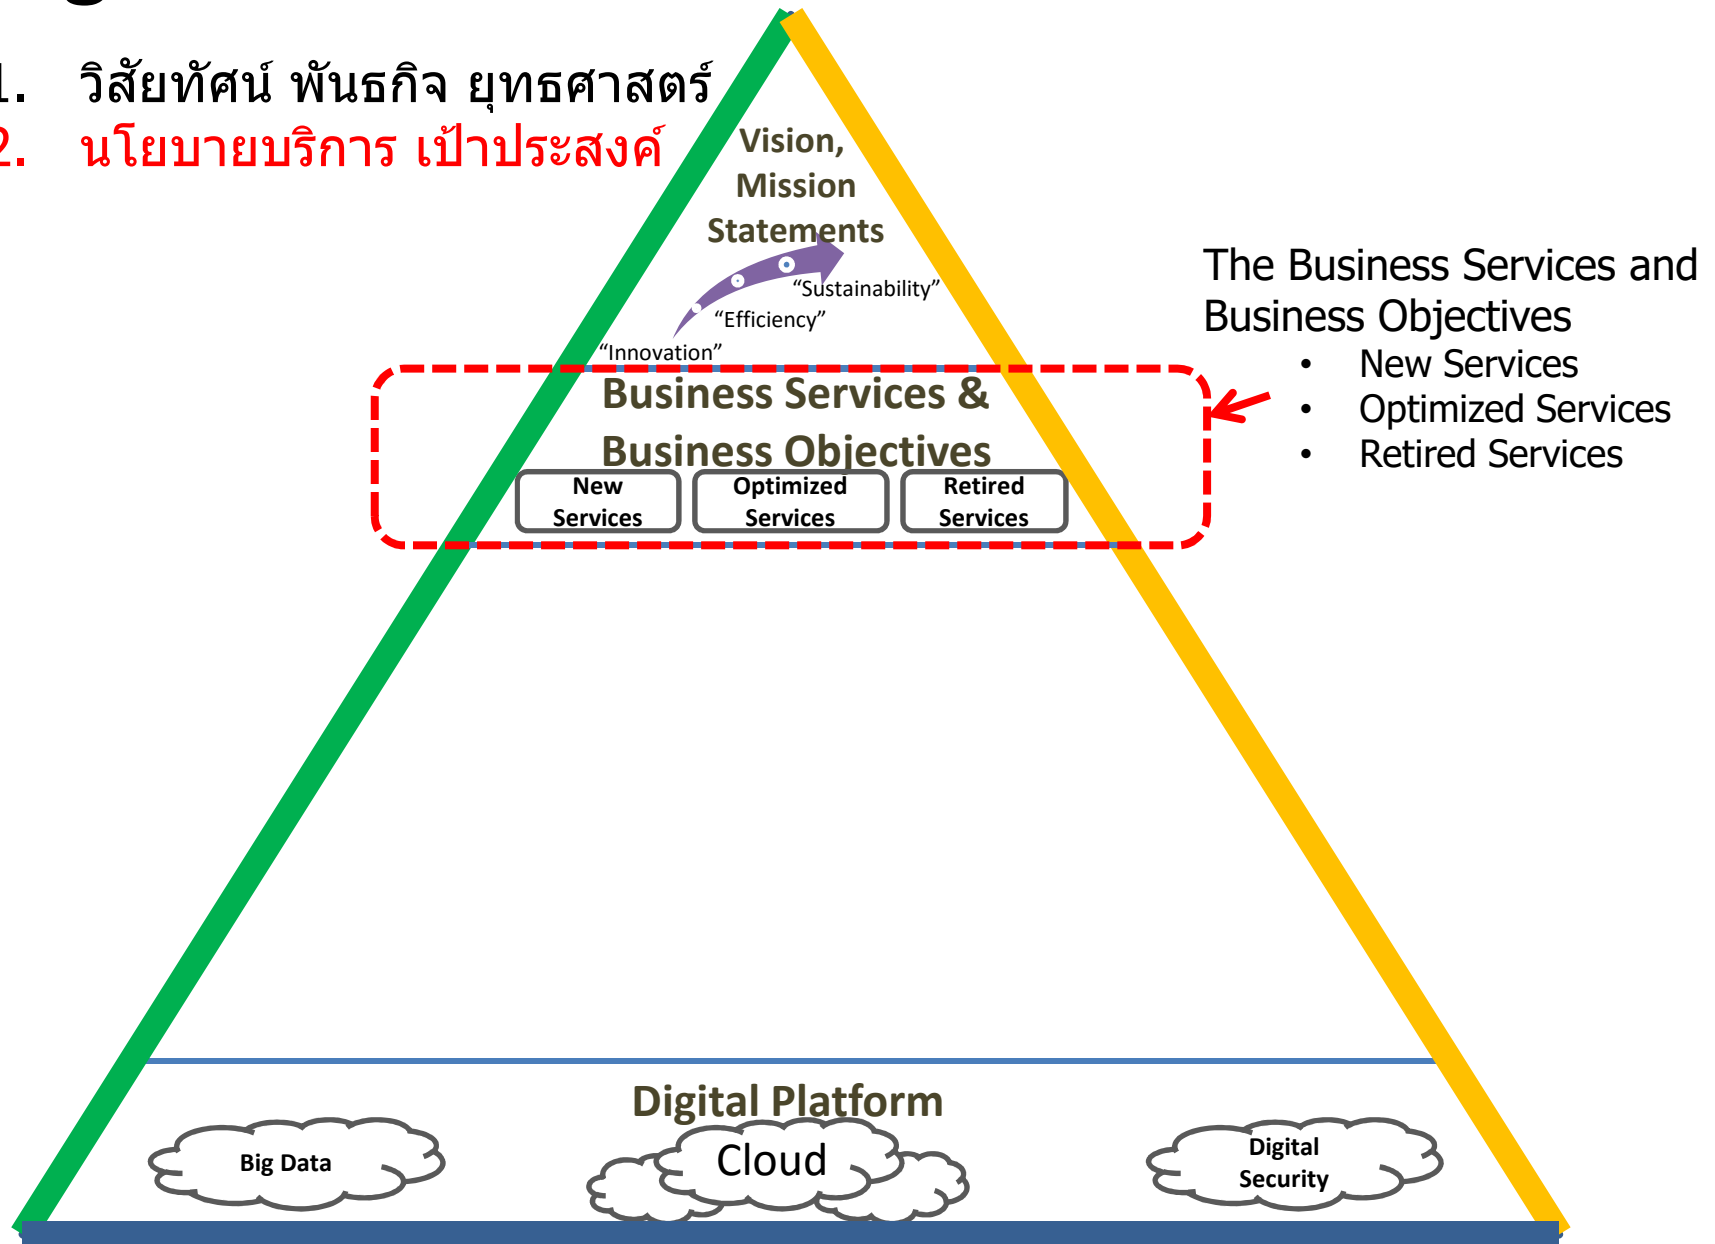 1. วิสัยทัศน์ พันธกิจ ยุทธศาสตร์
2. นโยบายบริการ เป้าประสงค์
Vision,
Mission
Statements
“Sustainability”
“Efficiency”
“Innovation”
The Business Services and
Business Objectives
• New Services
• Optimized Services
• Retired Services
Business Services &
Business Objectives
New
Services
Optimized
Services
Retired
Services
Digital Platform
Big Data
Cloud
Digital
Security